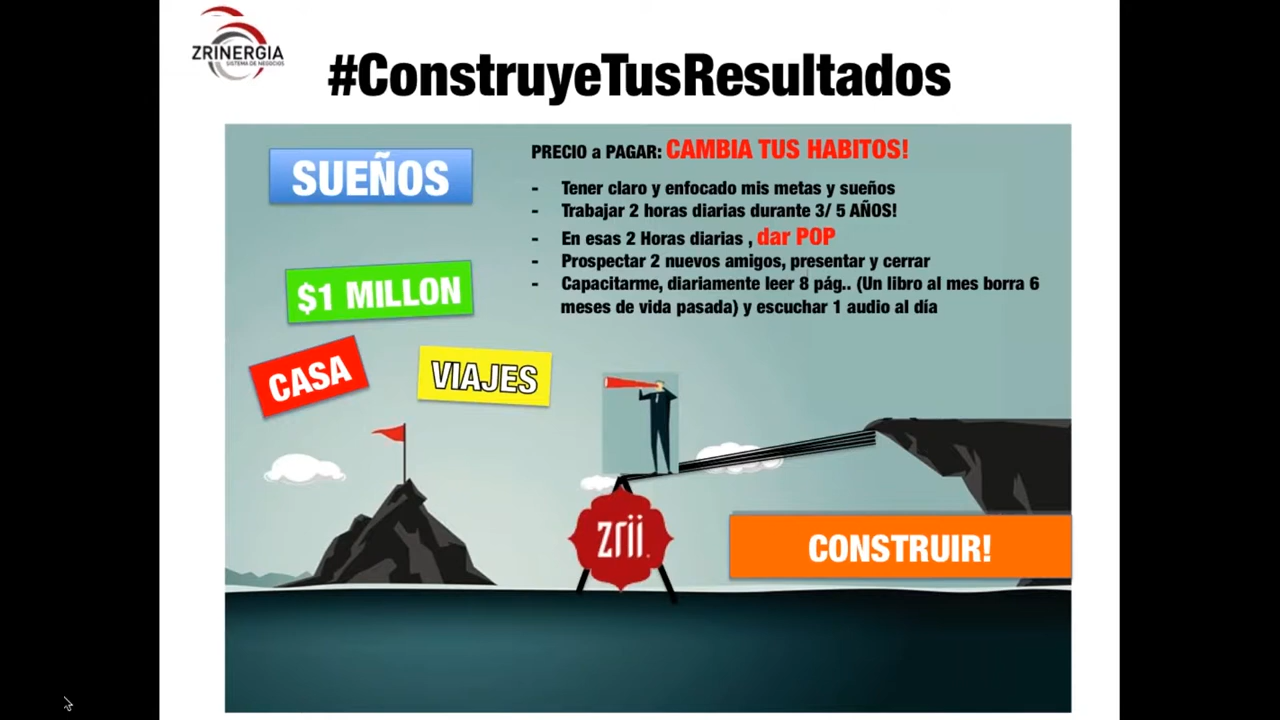 ZRINERGIA
SISTEMA DE NEGOCIOS
#ConstruyeTusResultados
SUEÑOS
PRECIO a PAGAR: CAMBIA TUS HABITOS!
- Tener claro y enfocado mis metas y sueños
- Trabajar 2 horas diarias durante 3/ 5 AÑOS!
- En esas 2 Horas diarias , dar POP
- Prospectar 2 nuevos amigos, presentar y cerrar
- Capacitarme, diariamente leer 8 pág.. (Un libro al mes borra 6
meses de vida pasada) y escuchar 1 audio al día
$1 MILLON
CASA
VIAJES
zrii
CONSTRUIR!